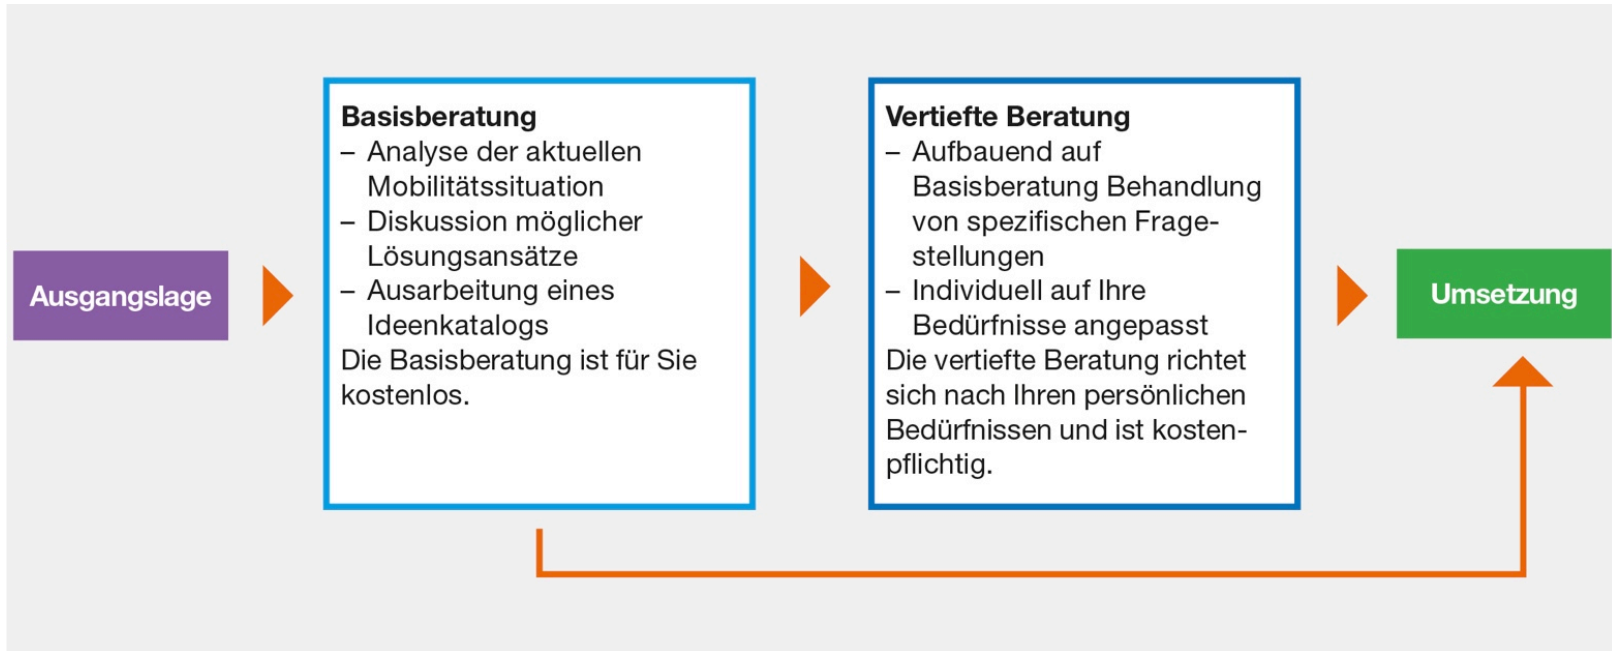 Ausgangslage
Basisberatung
– Analyse der aktuellen
Mobilitätssituation
– Diskussion möglicher
Lösungsansätze
– Ausarbeitung eines
Ideenkatalogs
Die Basisberatung ist für Sie
kostenlos.
Vertiefte Beratung
– Aufbauend auf
Basisberatung Behandlung
von spezifischen Frage-
stellungen
– Individuell auf Ihre
Bedürfnisse angepasst
Die vertiefte Beratung richtet
sich nach Ihren persönlichen
Bedürfnissen und ist kosten-
pflichtig.
Umsetzung